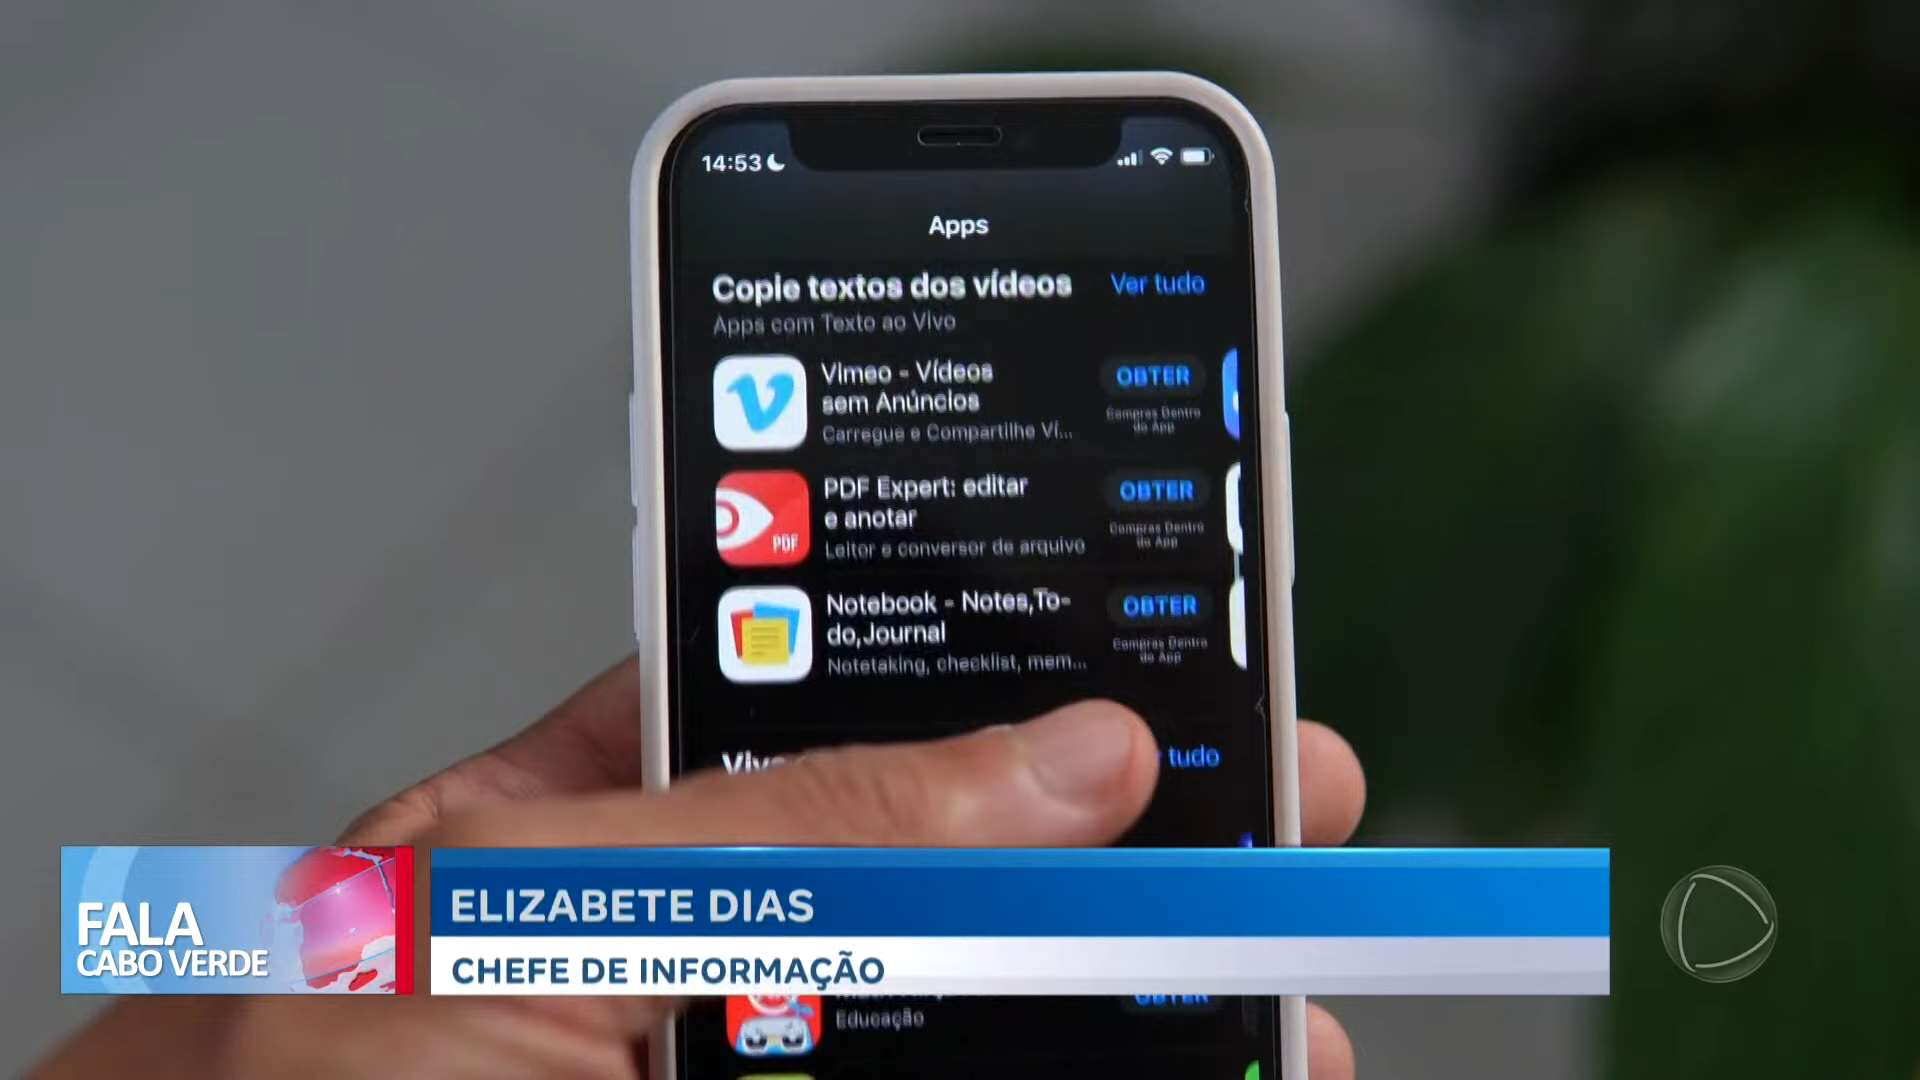 14:53
Apps
Copie textos dos vídeos
Ver tudo
Apps com Texto ao Vivo
Vimeo - Vídeos
sem Anúncios
Carregue e Compartilhe Ví...
OBTER
Compras Dentro
do App
PDF Expert: editar
e anotar
Leitor e conversor de arquivo
OBTER
Compras Dentro
do App
PDF
Notebook - Notes,To-
do,Journal
Notetaking, checklist, mem...
OBTER
Compras Dentro
do App
tudo
FALA
CABO VERDE
ELIZABETE DIAS
CHEFE DE INFORMAÇÃO
OBTER
Educação